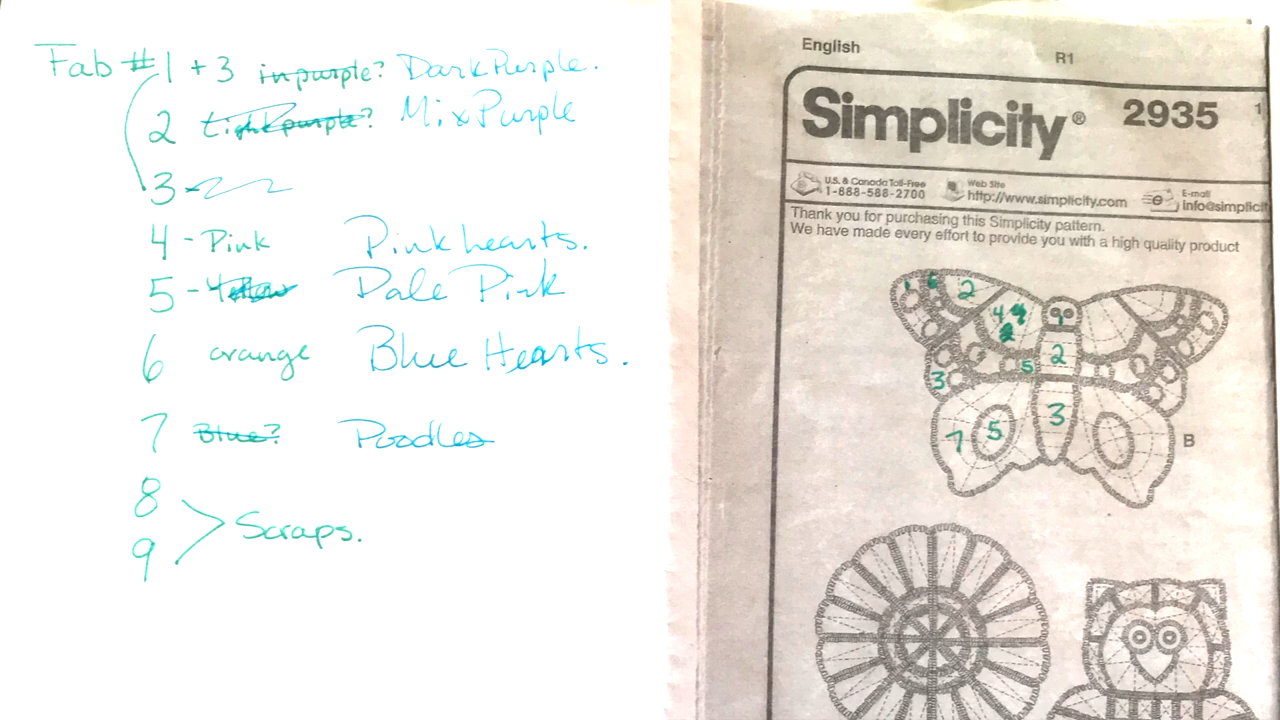 Fab #1 + 3 in purple? Dark Purple.
2 Mix Purple
3
4 - Pink Pink hearts.
5 - Pale Pink
6 orange Blue Hearts.
7 Blue? Poodles
8
9
Scraps.
English R1
Simplicity® 2935
U.S. & Canada Toll-Free
1-888-588-2700
Web Site
http://www.simplicity.com
E-mail
info@simplicit
Thank you for purchasing this Simplicity pattern.
We have made every effort to provide you with a high quality product
1 6 2
4 1
2
5 2
3
3
7 5
B